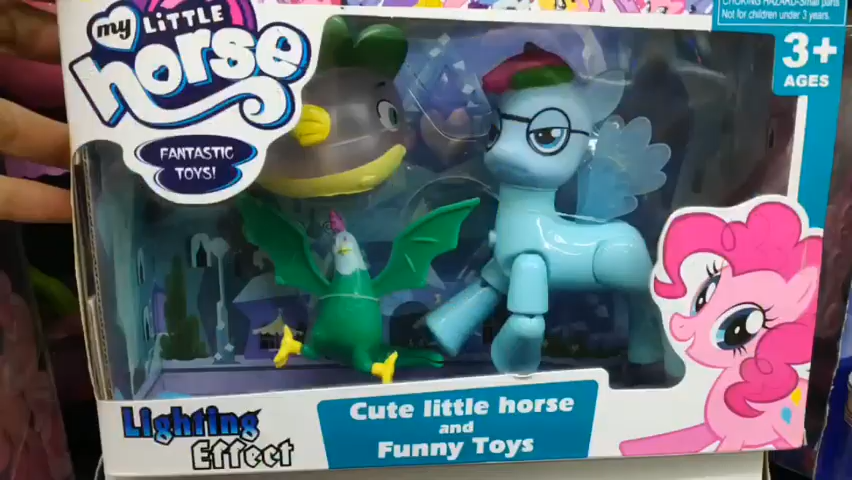 my LiTTLE
horse
FANTASTIC
TOYS!
CHOKING HAZARD-Small parts
Not for children under 3 years.
3+
AGES
Lighting
Effect
Cute little horse
and
Funny Toys